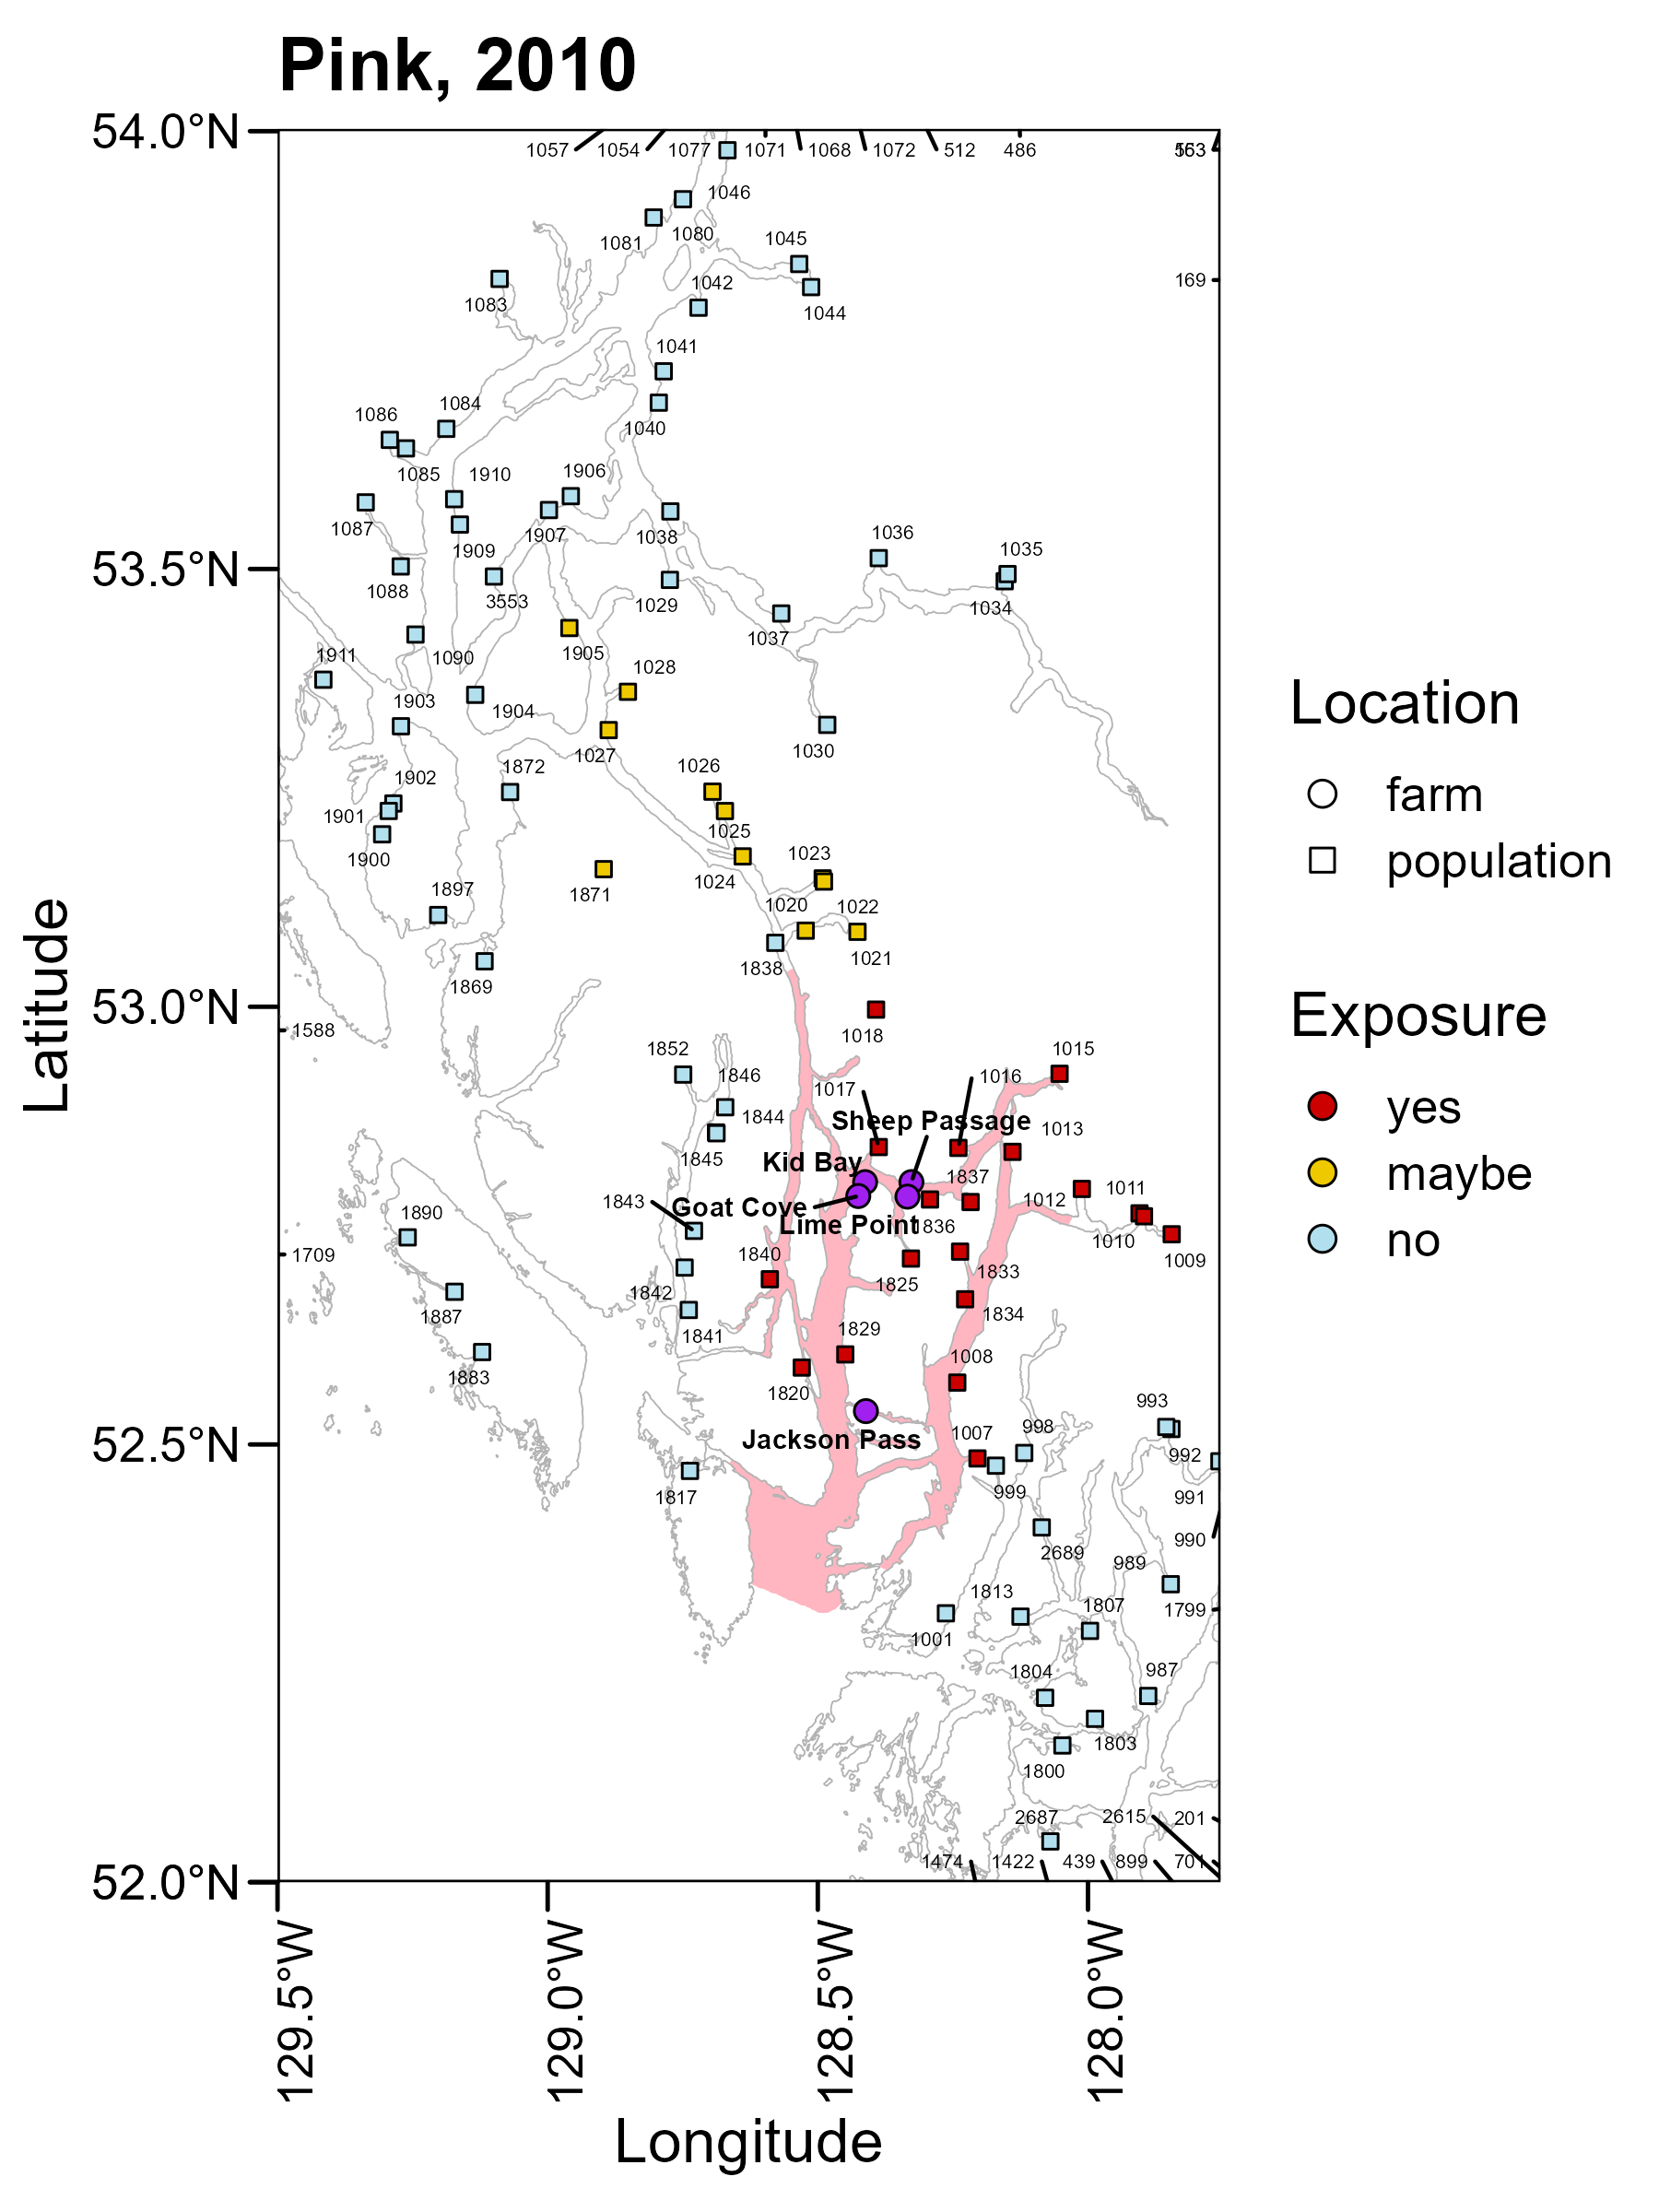 Pink, 2010
54.0°N
1057 1054 1077 1071 1068 1072 512 486
1046
1080
1081
1045
169
1042
1083
1044
1041
1084
1086
1040
1085 1910 1906
1087 1907 1038 1036
1909 1035
53.5°N
1088 3553 1029 1034
1037
1090 1905
1911 1028
1903 1904
1027 1030
1872 1026
1902
1901 1025
1900 1023
1024
1897 1871
1020 1022
1838 1021
1869
53.0°N
1588 1018
1852 1015
1846 1017 1016
1844 Sheep Passage 1013
1845 Kid Bay
1837
1843 Goat Cove 1012 1011
1890 Lime Point 1836
1010
1709 1840 1009
1825 1833
1842
1887 1834
1841 1829
1008
1883 1820
993
Jackson Pass 1007 998
52.5°N
992
1817 999 991
990
2689 989
1813 1807 1799
1001
1804 987
1803
1800
2687 2615 201
1474 1422 439 899 701
52.0°N
129.5°W
129.0°W
128.5°W
128.0°W
Longitude
Latitude
Location
farm
population
Exposure
yes
maybe
no